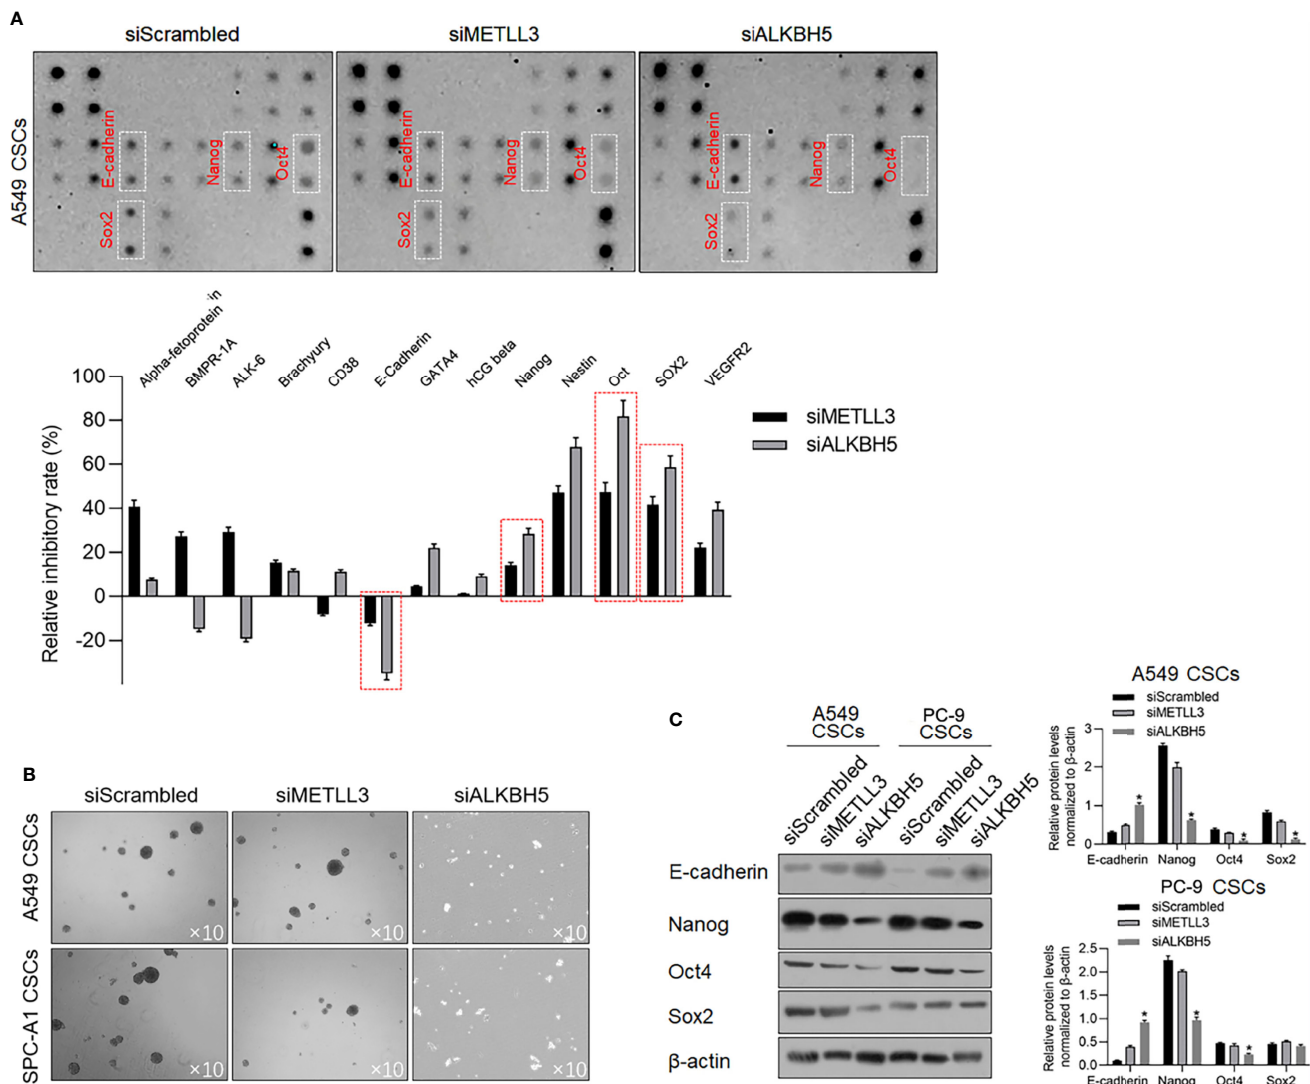 A
siScrambled siMETLL3 siALKBH5
A549 CSCs
E-cadherin Nanog Oct4 E-cadherin Nanog Oct4 E-cadherin Nanog Oct4
Sox2 Sox2 Sox2
in
Alpha-fetoprotein BMPR-1A ALK-6 Brachyury CD38 E-Cadherin GATA4 hCG beta Nanog Nestin Oct SOX2 VEGFR2
Relative inhibitory rate (%)
100
80
60
40
20
0
-20
siMETLL3
siALKBH5
B
siScrambled siMETLL3 siALKBH5
A549 CSCs
×10 ×10 ×10
SPC-A1 CSCs
×10 ×10 ×10
C
A549 CSCs PC-9 CSCs
siScrambled siMETLL3 siALKBH5 siScrambled siMETLL3 siALKBH5
E-cadherin
Nanog
Oct4
Sox2
β-actin
A549 CSCs
siScrambled
siMETLL3
siALKBH5
Relative protein levels
normalized to β-actin
3
2
1
0
* * * *
E-cadherin Nanog Oct4 Sox2
PC-9 CSCs
siScrambled
siMETLL3
siALKBH5
Relative protein levels
normalized to β-actin
2.5
2.0
1.5
1.0
0.5
0.0
* * *
E-cadherin Nanog Oct4 Sox2